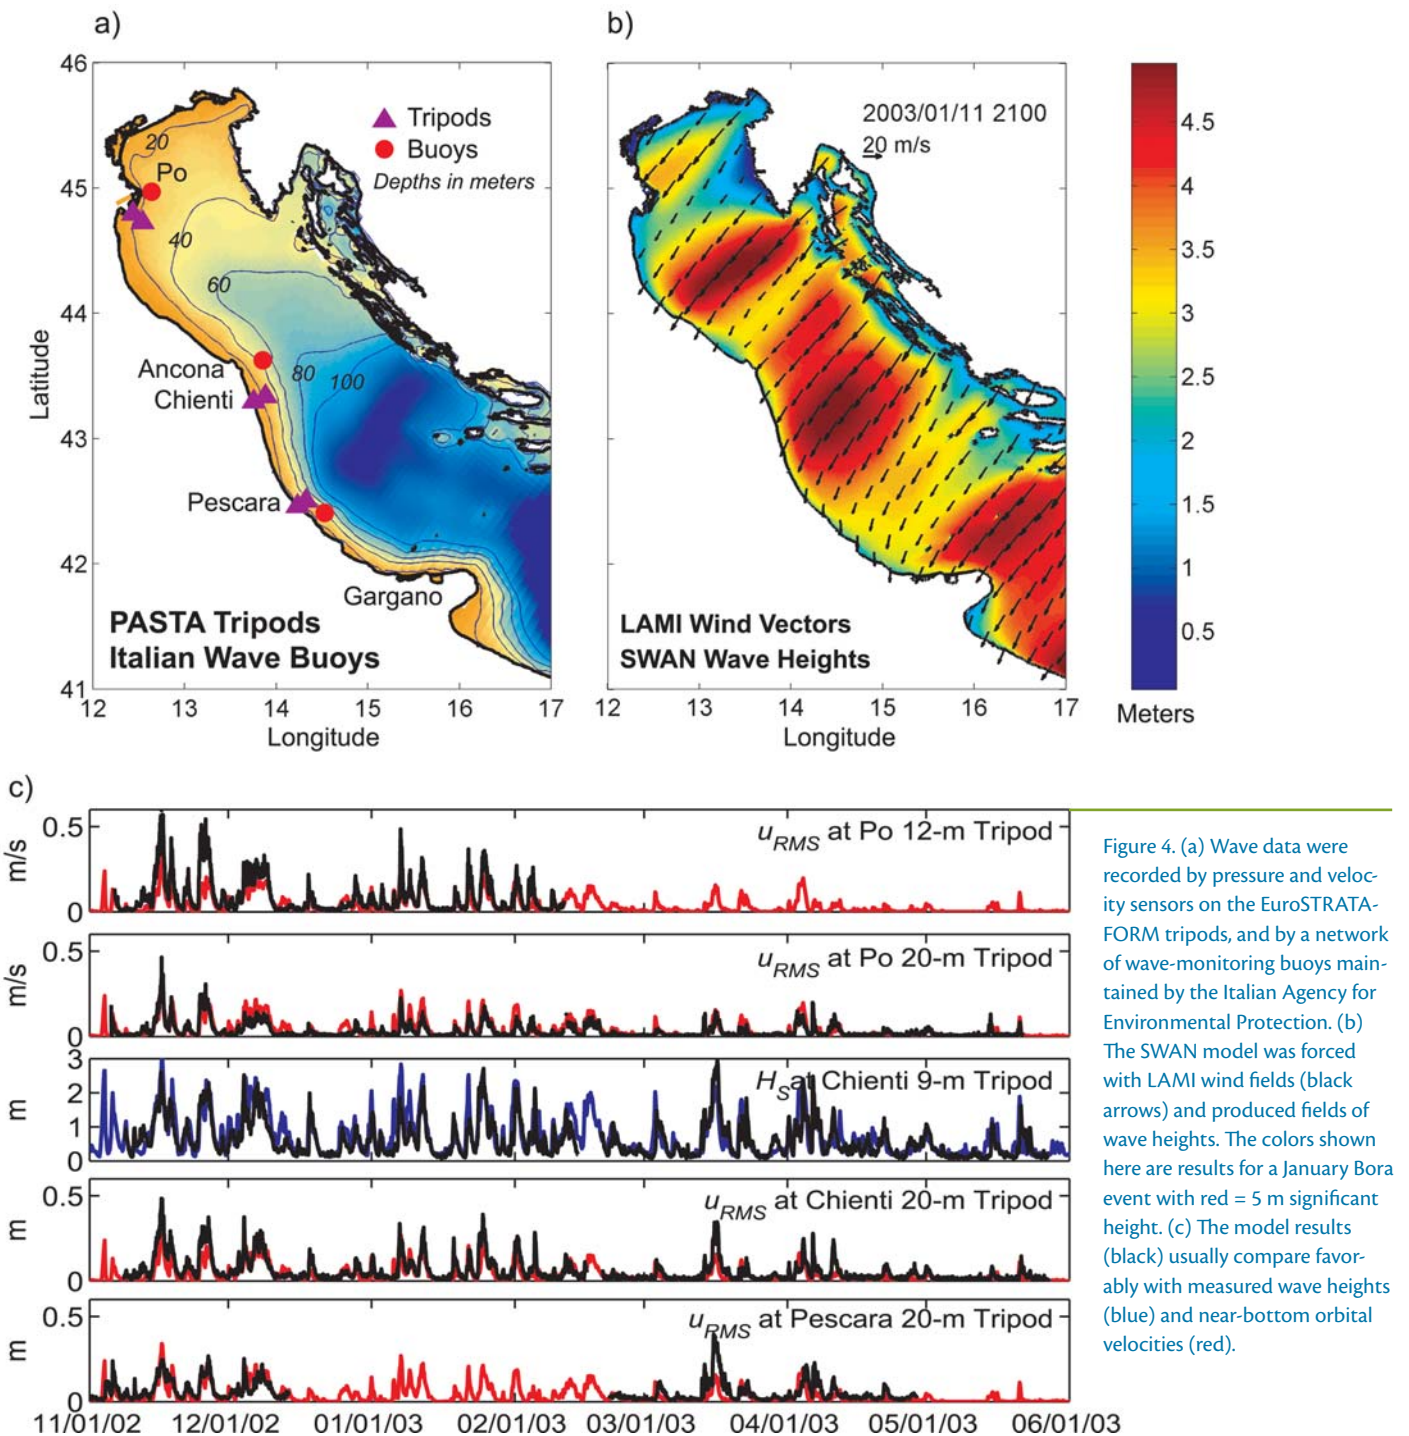 a)
46
45
44
43
42
41
Latitude
12
13
14
15
16
17
Longitude
Tripods
Buoys
Depths in meters
20
Po
40
60
Ancona
80
100
Chienti
Pescara
Gargano
PASTA Tripods
Italian Wave Buoys
b)
2003/01/11 2100
20 m/s
LAMI Wind Vectors
SWAN Wave Heights
12
13
14
15
16
17
Longitude
4.5
4
3.5
3
2.5
2
1.5
1
0.5
Meters
c)
0.5
0
m/s
uRMS at Po 12-m Tripod
0.5
0
m/s
uRMS at Po 20-m Tripod
3
2
1
0
m
HS at Chienti 9-m Tripod
0.5
0
m
uRMS at Chienti 20-m Tripod
0.5
0
m
uRMS at Pescara 20-m Tripod
11/01/02
12/01/02
01/01/03
02/01/03
03/01/03
04/01/03
05/01/03
06/01/03
Figure 4. (a) Wave data were
recorded by pressure and veloc-
ity sensors on the EuroSTRATA-
FORM tripods, and by a network
of wave-monitoring buoys main-
tained by the Italian Agency for
Environmental Protection. (b)
The SWAN model was forced
with LAMI wind fields (black
arrows) and produced fields of
wave heights. The colors shown
here are results for a January Bora
event with red = 5 m significant
height. (c) The model results
(black) usually compare favor-
ably with measured wave heights
(blue) and near-bottom orbital
velocities (red).